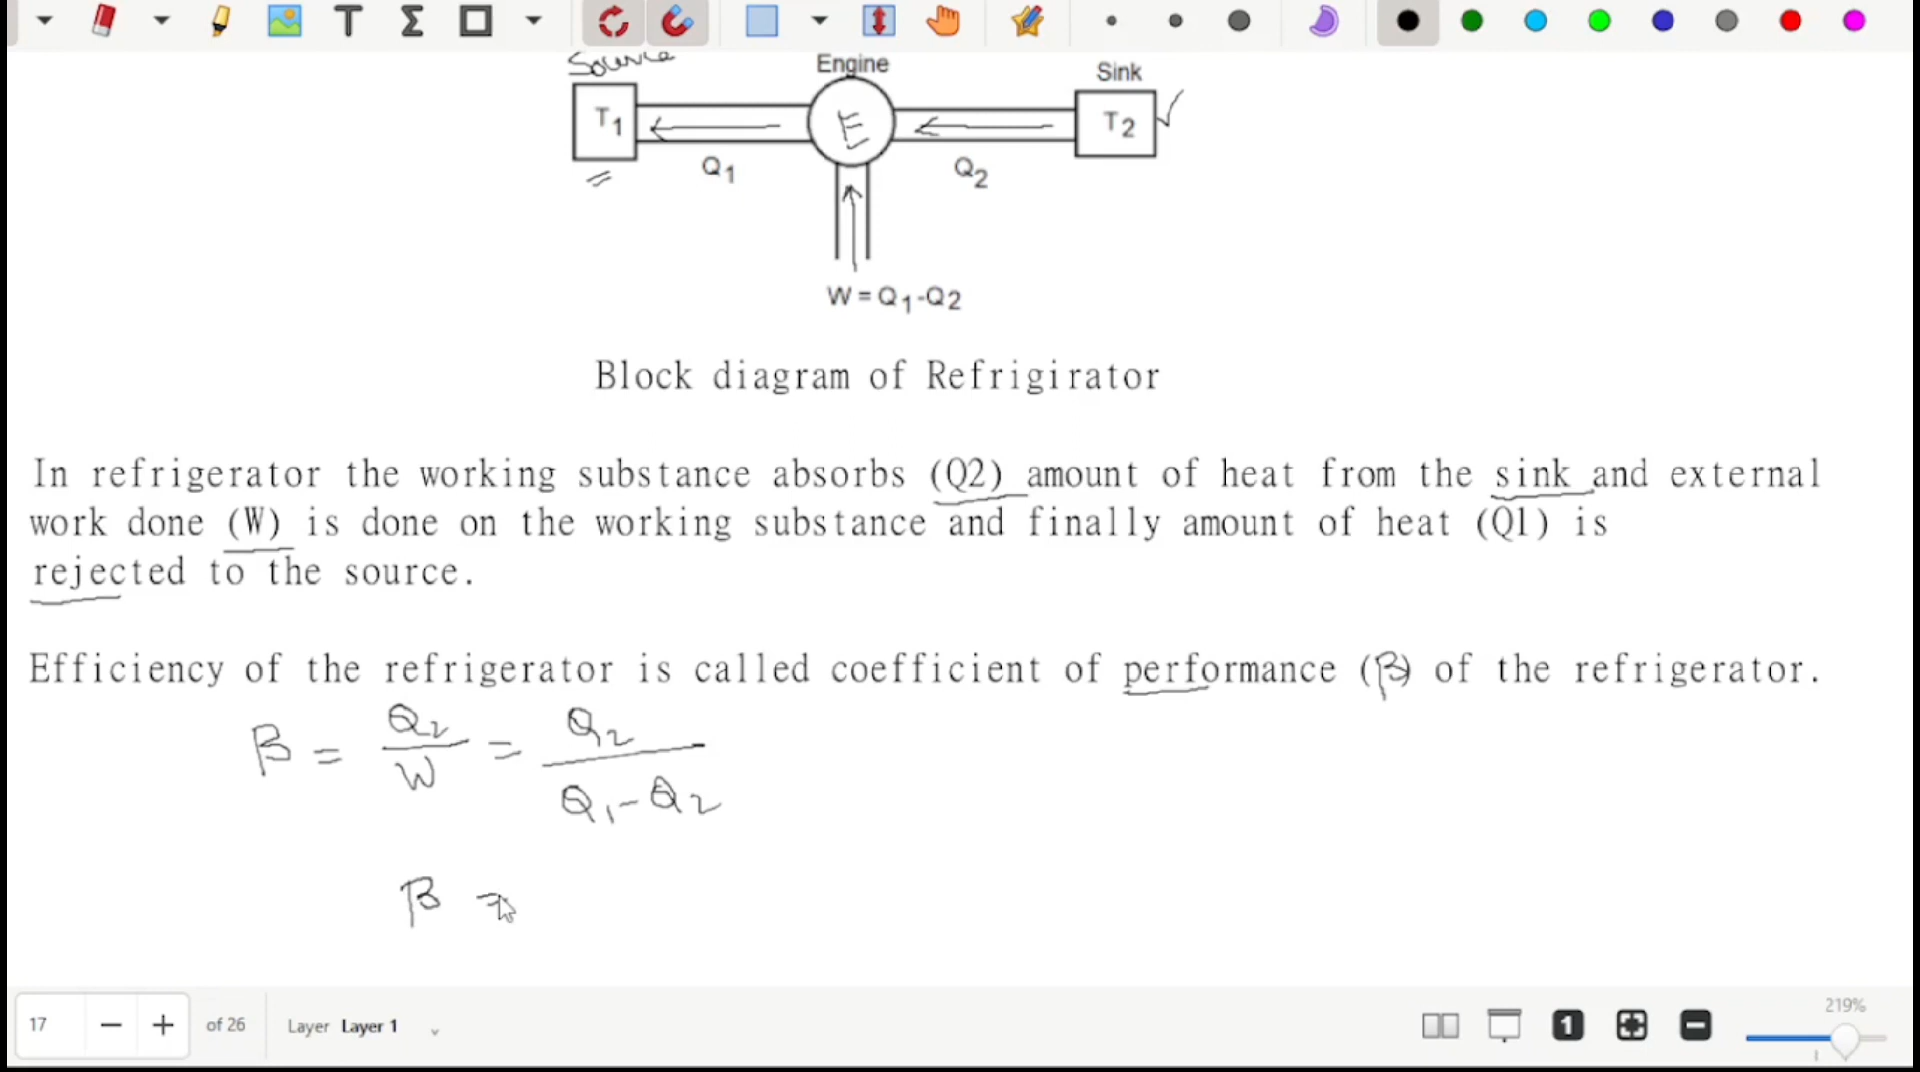 Source
Engine
Sink
T1
E
T2
Q1
Q2
W = Q1-Q2
Block diagram of Refrigirator
In refrigerator the working substance absorbs (Q2) amount of heat from the sink and external
work done (W) is done on the working substance and finally amount of heat (Q1) is
rejected to the source.
Efficiency of the refrigerator is called coefficient of performance (β) of the refrigerator.
β = Q2/W = Q2/Q1-Q2
β =
17
of 26
Layer Layer 1
1
219%